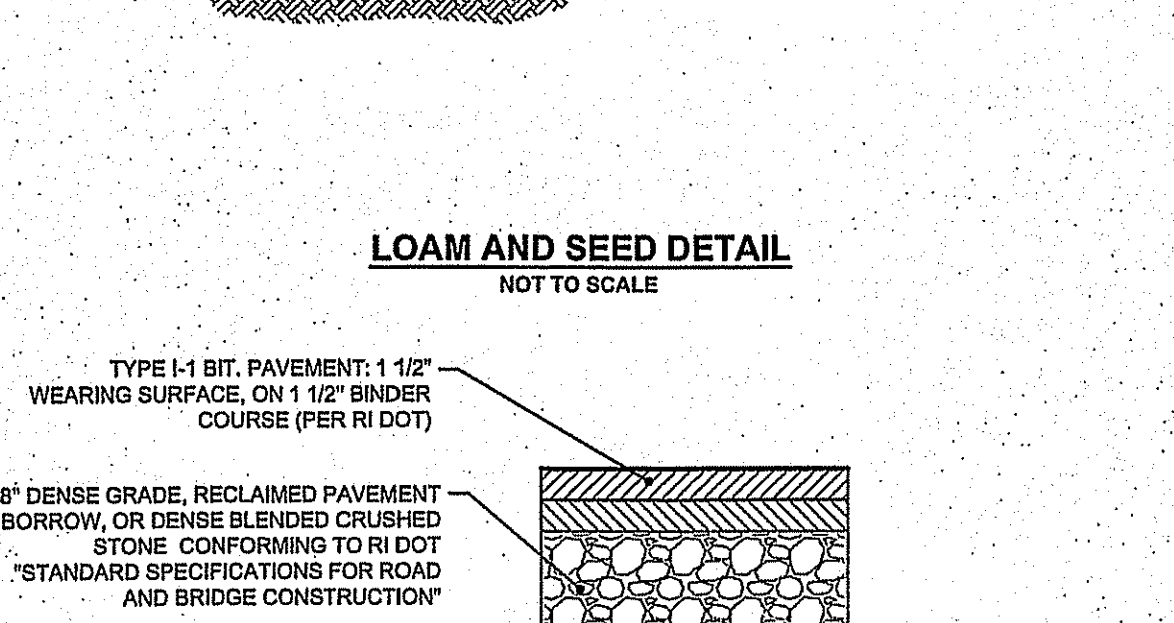 LOAM AND SEED DETAIL
NOT TO SCALE
TYPE I-1 BIT. PAVEMENT: 1 1/2"
WEARING SURFACE, ON 1 1/2" BINDER
COURSE (PER RI DOT)
8" DENSE GRADE, RECLAIMED PAVEMENT
BORROW, OR DENSE BLENDED CRUSHED
STONE CONFORMING TO RI DOT
"STANDARD SPECIFICATIONS FOR ROAD
AND BRIDGE CONSTRUCTION"